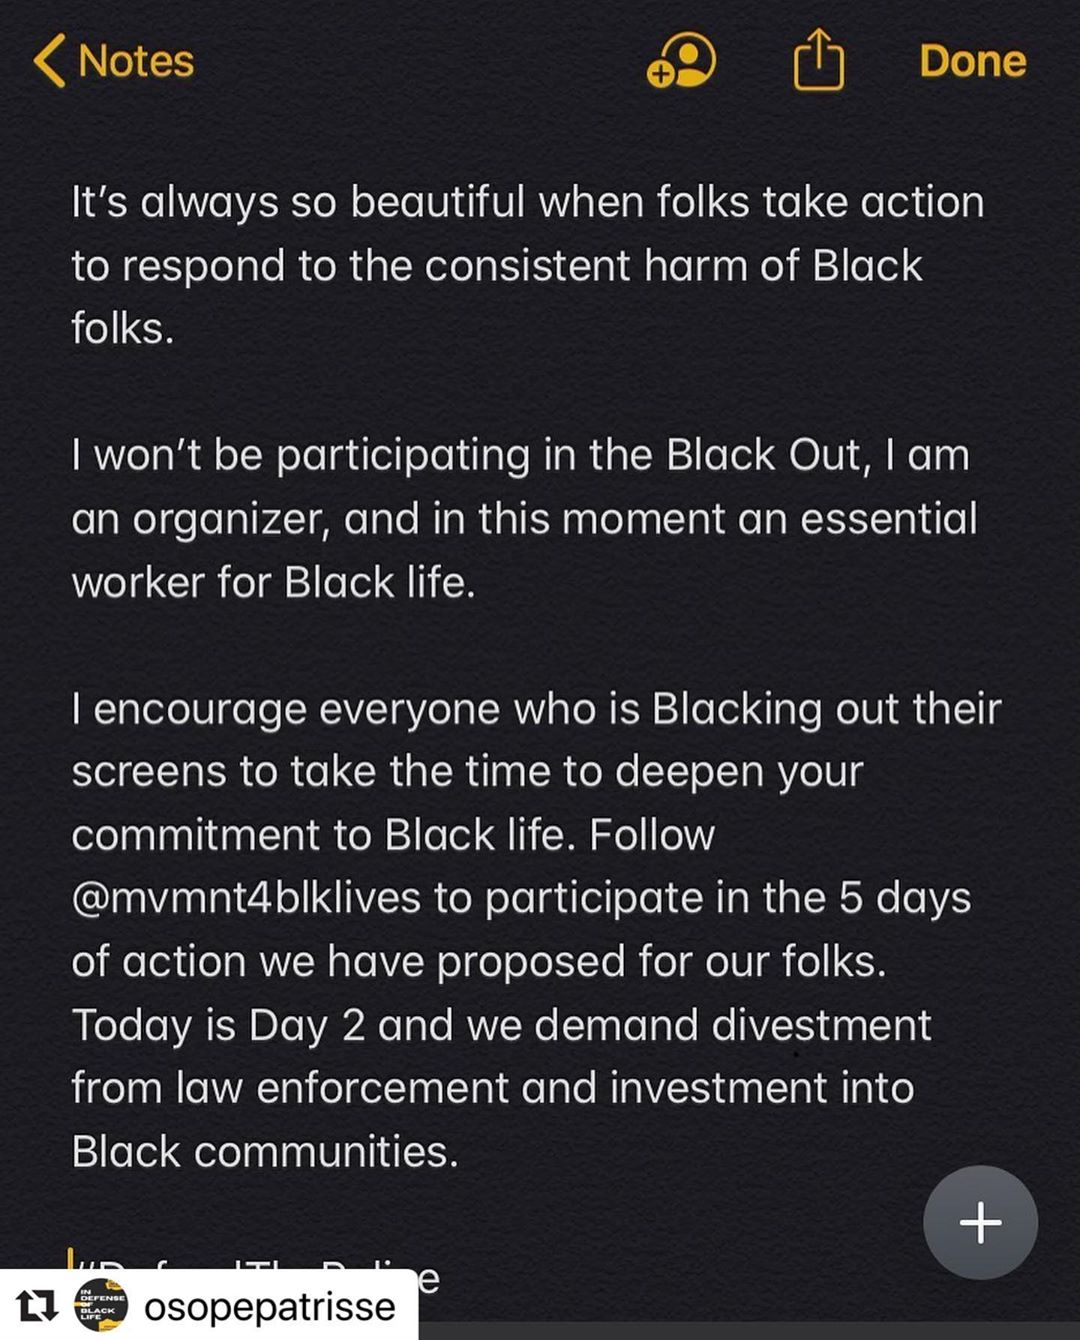 Notes
Done
It's always so beautiful when folks take action
to respond to the consistent harm of Black
folks.
I won't be participating in the Black Out, I am
an organizer, and in this moment an essential
worker for Black life.
I encourage everyone who is Blacking out their
screens to take the time to deepen your
commitment to Black life. Follow
@mvmnt4blklives to participate in the 5 days
of action we have proposed for our folks.
Today is Day 2 and we demand divestment
from law enforcement and investment into
Black communities.
IN
DEFENSE
OF
BLACK
LIFE
osopepatrisse